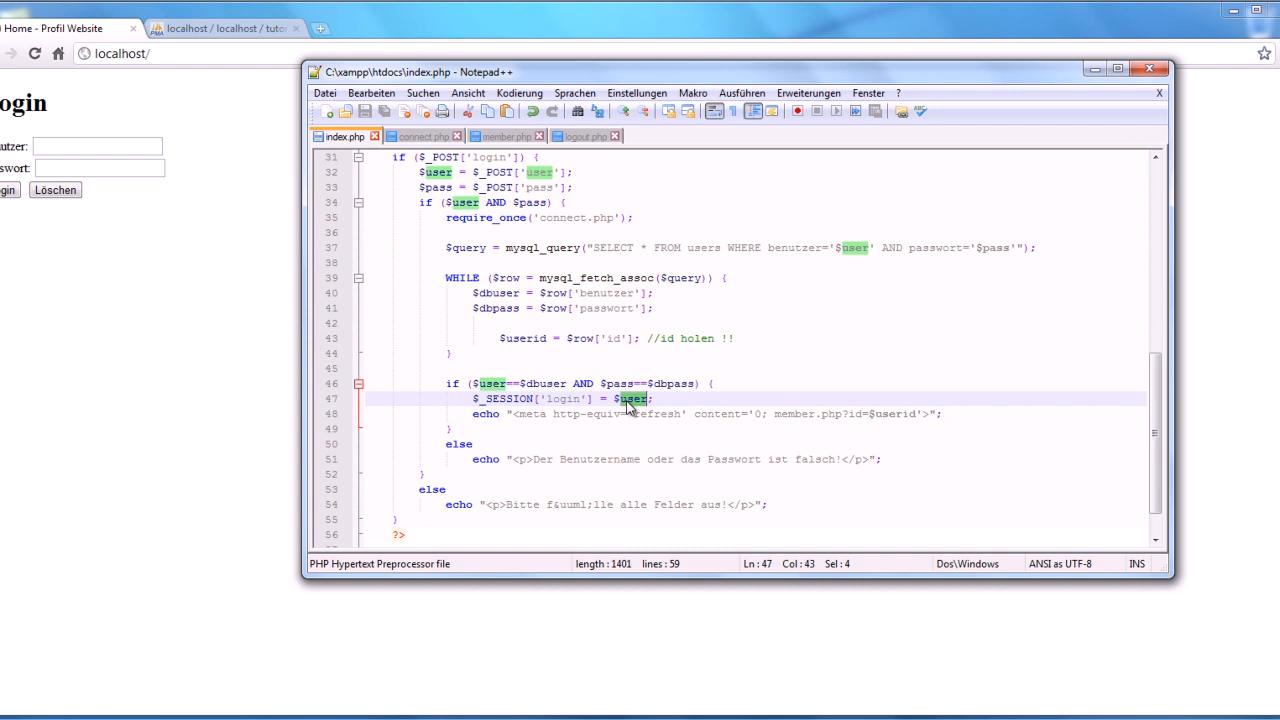 Home - Profil Website
localhost / localhost / tutor
localhost/
ogin
utzer:
swort:
gin
Löschen
C:\xampp\htdocs\index.php - Notepad++
Datei Bearbeiten Suchen Ansicht Kodierung Sprachen Einstellungen Makro Ausführen Erweiterungen Fenster ? X
index.php connect.php member.php logout.php
31 if ($_POST['login']) {
32 $user = $_POST['user'];
33 $pass = $_POST['pass'];
34 if ($user AND $pass) {
35 require_once('connect.php');
36
37 $query = mysql_query("SELECT * FROM users WHERE benutzer='$user' AND passwort='$pass'");
38
39 WHILE ($row = mysql_fetch_assoc($query)) {
40 $dbuser = $row['benutzer'];
41 $dbpass = $row['passwort'];
42
43 $userid = $row['id']; //id holen !!
44 }
45
46 if ($user==$dbuser AND $pass==$dbpass) {
47 $_SESSION['login'] = $user;
48 echo "<meta http-equiv='refresh' content='0; member.php?id=$userid'>";
49 }
50 else
51 echo "<p>Der Benutzername oder das Passwort ist falsch!</p>";
52 }
53 else
54 echo "<p>Bitte f&uuml;lle alle Felder aus!</p>";
55 }
56 ?>
PHP Hypertext Preprocessor file length : 1401 lines : 59 Ln : 47 Col : 43 Sel : 4 Dos\Windows ANSI as UTF-8 INS